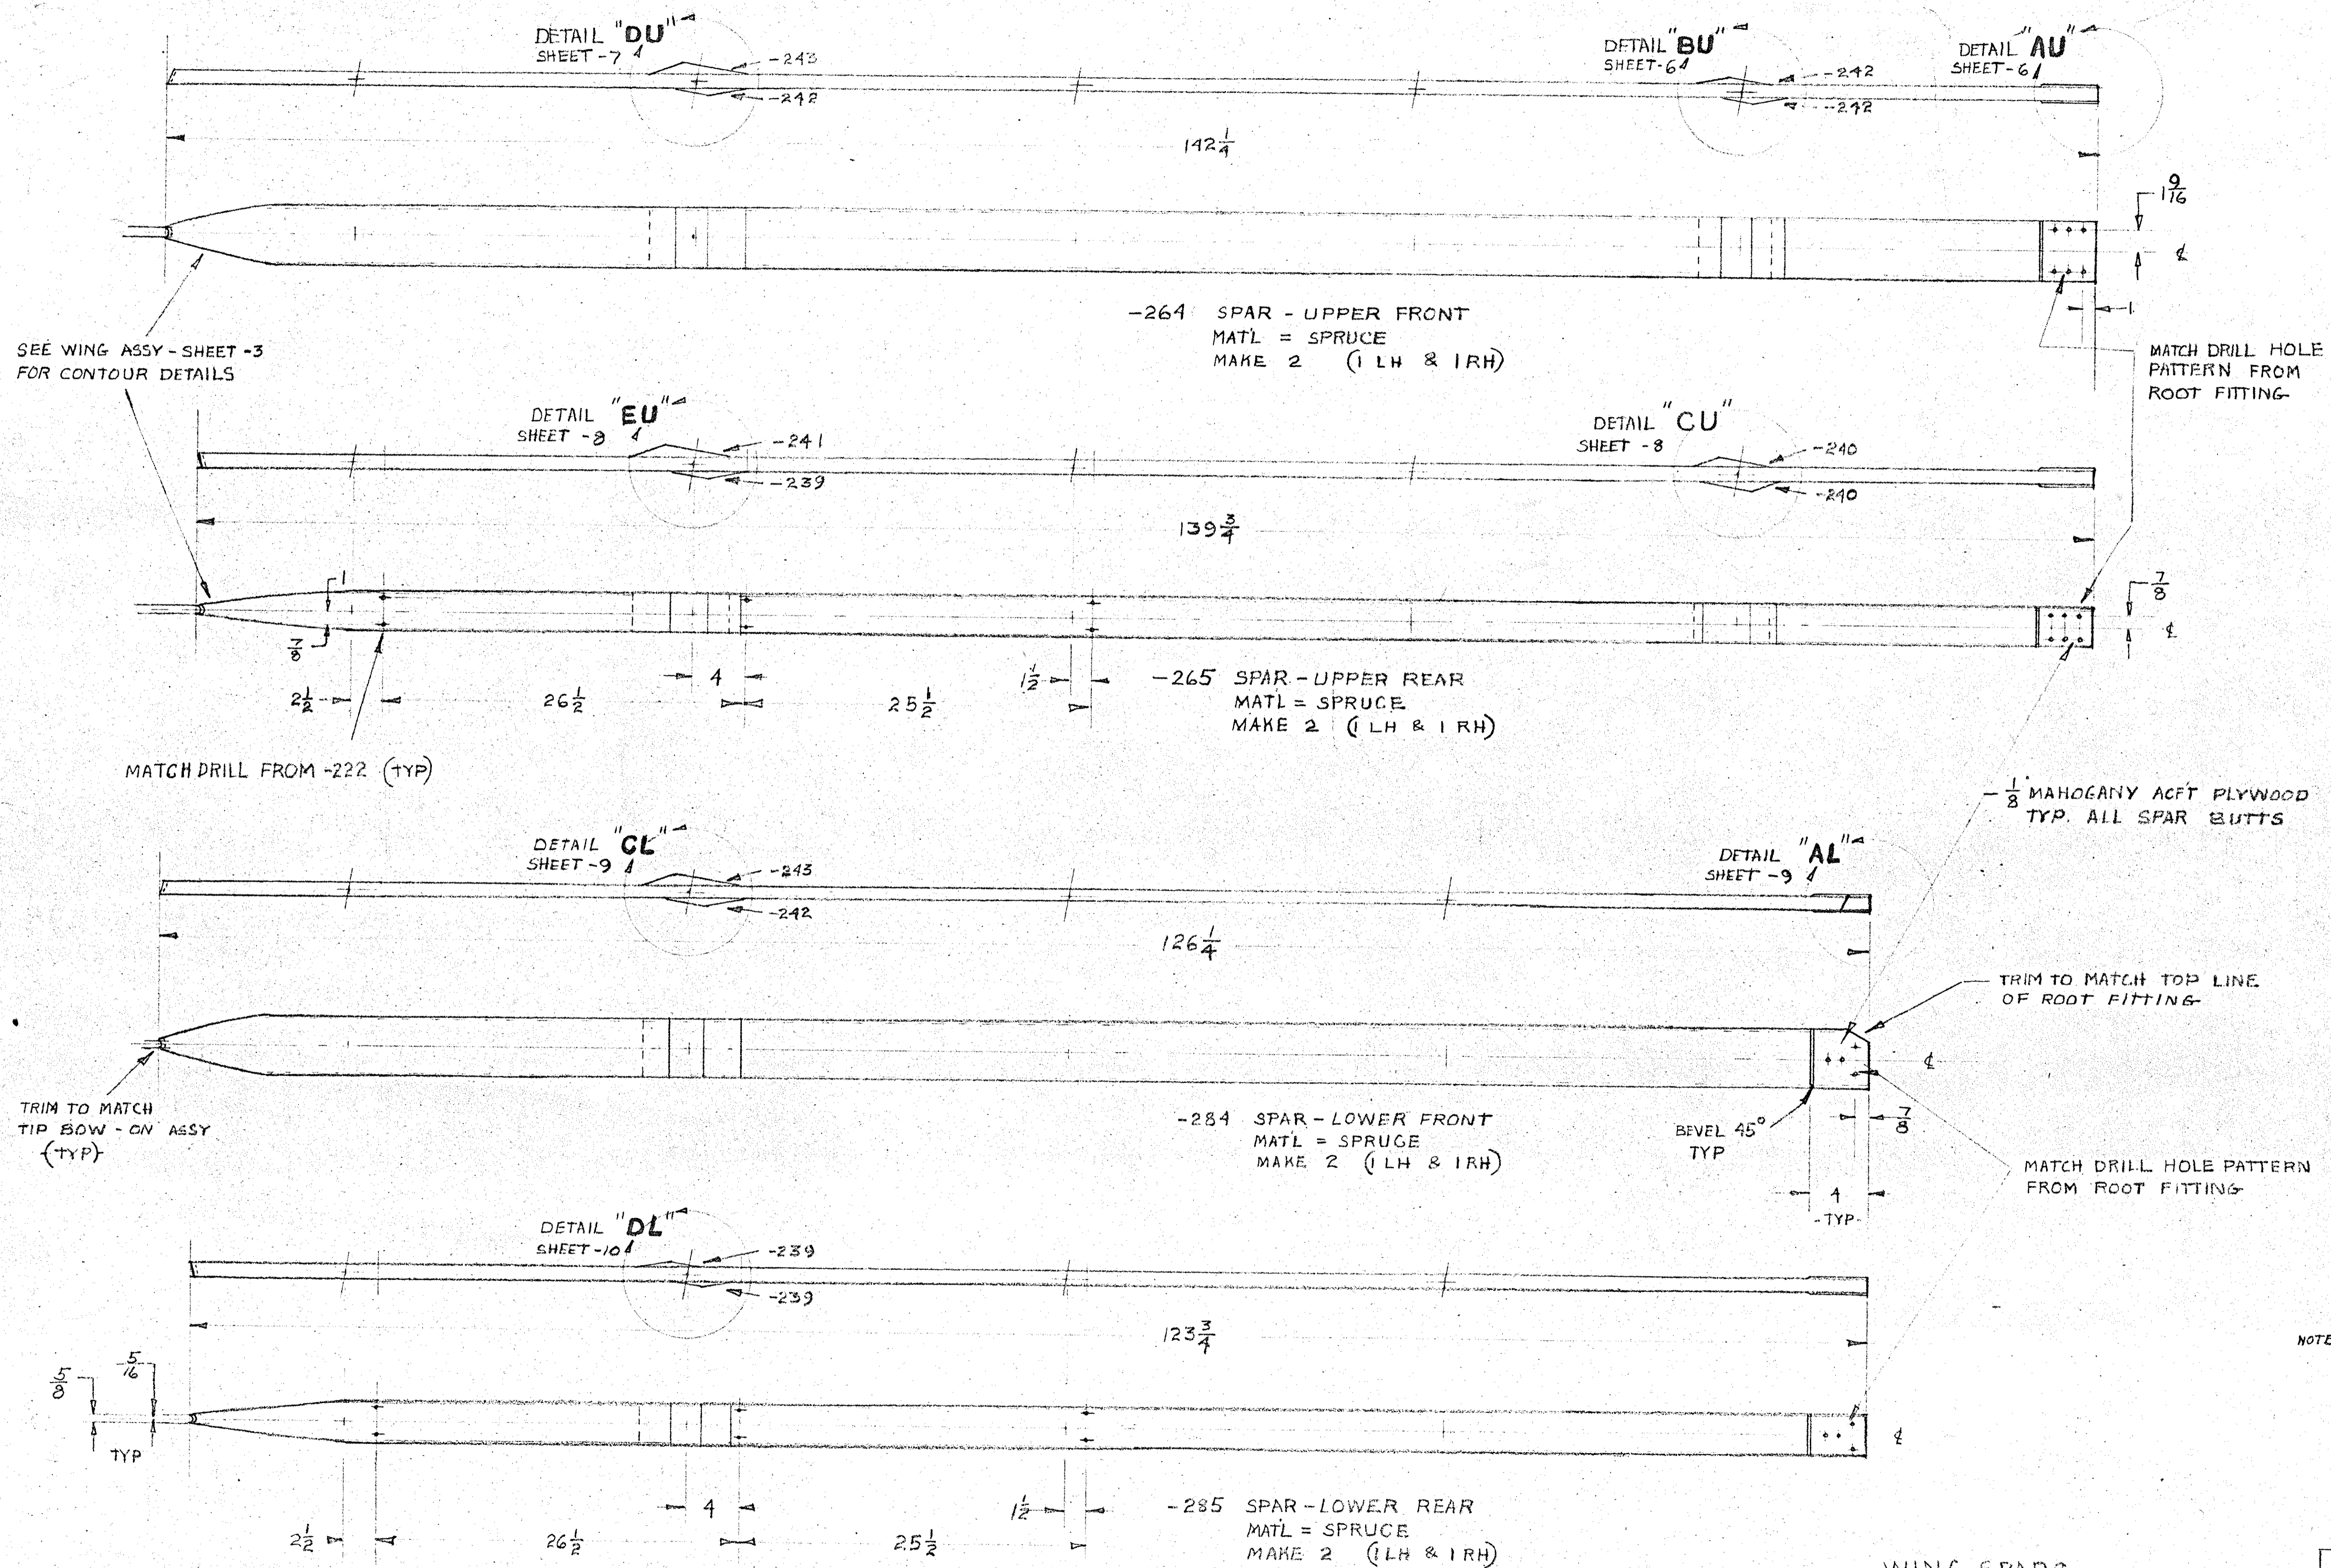 DETAIL "DU"
SHEET -7
-243
-242
DETAIL "BU"
SHEET-6
-242
-242
DETAIL "AU"
SHEET-6
142 1/4
1 9/16
℄
1
-264 SPAR - UPPER FRONT
MAT'L = SPRUCE
MAKE 2 (1 LH & 1 RH)
SEE WING ASSY - SHEET -3
FOR CONTOUR DETAILS
MATCH DRILL HOLE
PATTERN FROM
ROOT FITTING
DETAIL "EU"
SHEET -8
-241
-239
DETAIL "CU"
SHEET -8
-240
-240
139 3/4
1
7/8
7/8
℄
2 1/2
26 1/2
4
25 1/2
1 1/2
-265 SPAR - UPPER REAR
MATL = SPRUCE
MAKE 2 (1 LH & 1 RH)
MATCH DRILL FROM -222 (TYP)
1/8 MAHOGANY ACFT PLYWOOD
TYP. ALL SPAR BUTTS
DETAIL "CL"
SHEET -9
-243
-242
DETAIL "AL"
SHEET -9
126 1/4
TRIM TO MATCH TOP LINE
OF ROOT FITTING
℄
TRIM TO MATCH
TIP BOW - ON ASSY
(TYP)
-284 SPAR - LOWER FRONT
MAT'L = SPRUCE
MAKE 2 (1 LH & 1 RH)
BEVEL 45°
TYP
7/8
4
-TYP-
MATCH DRILL HOLE PATTERN
FROM ROOT FITTING
DETAIL "DL"
SHEET -10
-239
-239
123 3/4
NOTE
5/8
5/16
TYP
℄
2 1/2
26 1/2
4
25 1/2
1 1/2
-285 SPAR - LOWER REAR
MAT'L = SPRUCE
MAKE 2 (1 LH & 1 RH)
WING SPARS